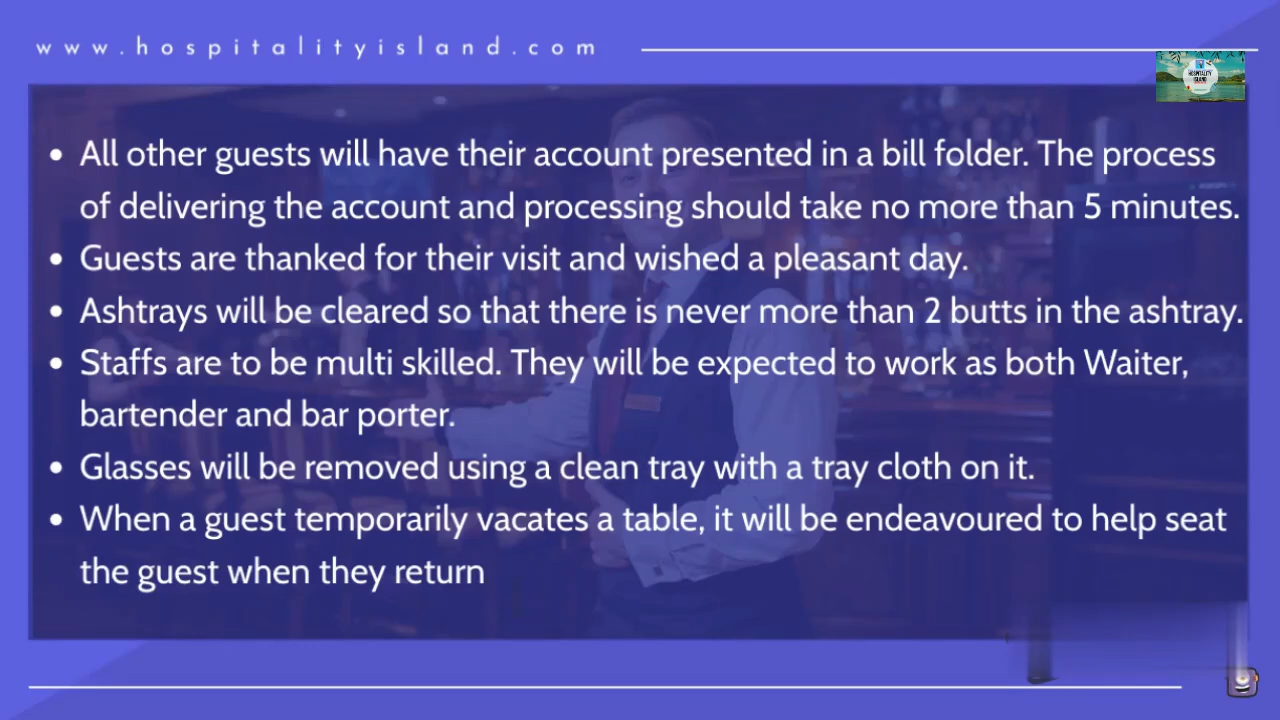 www.hospitalityisland.com
HOSPITALITY
ISLAND
• All other guests will have their account presented in a bill folder. The process
of delivering the account and processing should take no more than 5 minutes.
• Guests are thanked for their visit and wished a pleasant day.
• Ashtrays will be cleared so that there is never more than 2 butts in the ashtray.
• Staffs are to be multi skilled. They will be expected to work as both Waiter,
bartender and bar porter.
• Glasses will be removed using a clean tray with a tray cloth on it.
• When a guest temporarily vacates a table, it will be endeavoured to help seat
the guest when they return